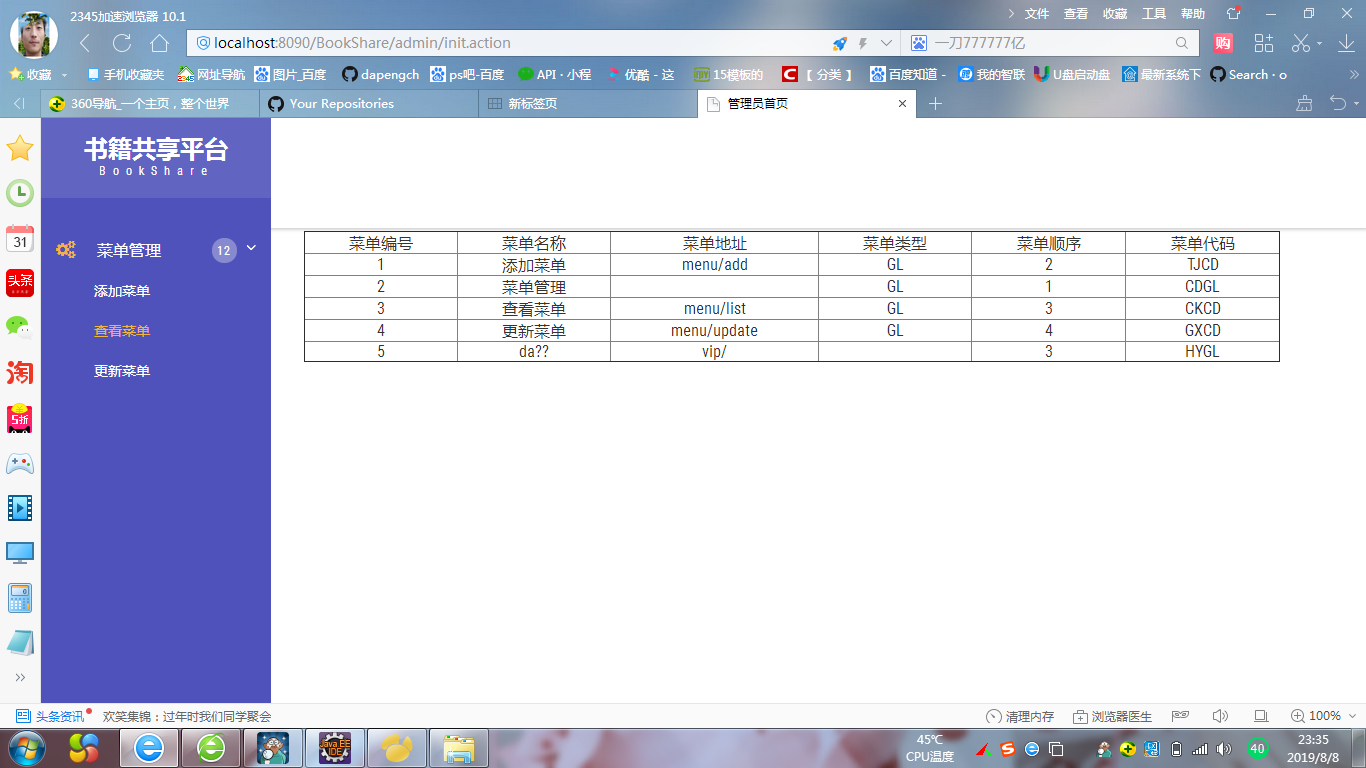 2345加速浏览器 10.1
文件 查看 收藏 工具 帮助
localhost:8090/BookShare/admin/init.action
一刀777777亿
购
收藏 手机收藏夹 网址导航 图片_百度 dapengch ps吧-百度 API · 小程 优酷 - 这 15模板的 【 分类 】 百度知道 - 我的智联 U盘启动盘 最新系统下 Search · o
360导航_一个主页，整个世界
Your Repositories
新标签页
管理员首页
31
头条
淘
5折
书籍共享平台
BookShare
菜单管理 12
添加菜单
查看菜单
更新菜单
菜单编号 菜单名称 菜单地址 菜单类型 菜单顺序 菜单代码
1 添加菜单 menu/add GL 2 TJCD
2 菜单管理 GL 1 CDGL
3 查看菜单 menu/list GL 3 CKCD
4 更新菜单 menu/update GL 4 GXCD
5 da?? vip/ 3 HYGL
头条资讯 欢笑集锦：过年时我们同学聚会
清理内存 浏览器医生 100%
Java EE
IDE
45℃
CPU温度
40
23:35
2019/8/8